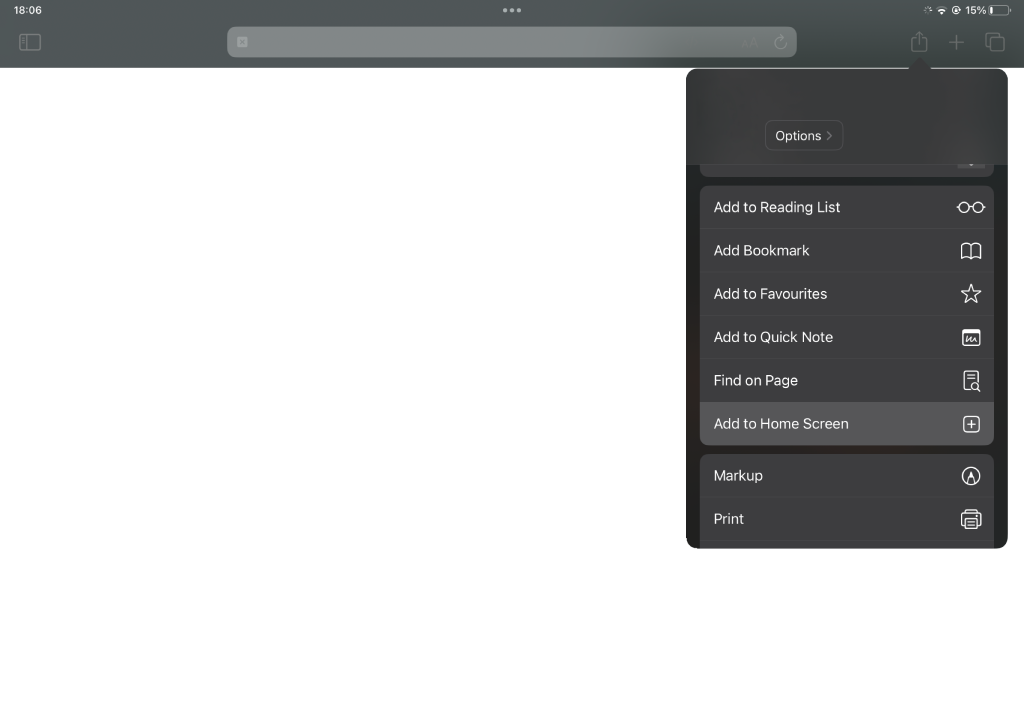 18:06
15%
Options
Add to Reading List
Add Bookmark
Add to Favourites
Add to Quick Note
Find on Page
Add to Home Screen
Markup
Print